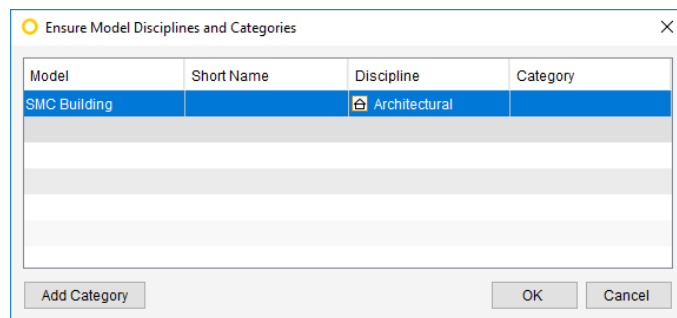 Ensure Model Disciplines and Categories
Model Short Name Discipline Category
SMC Building Architectural
Add Category OK Cancel